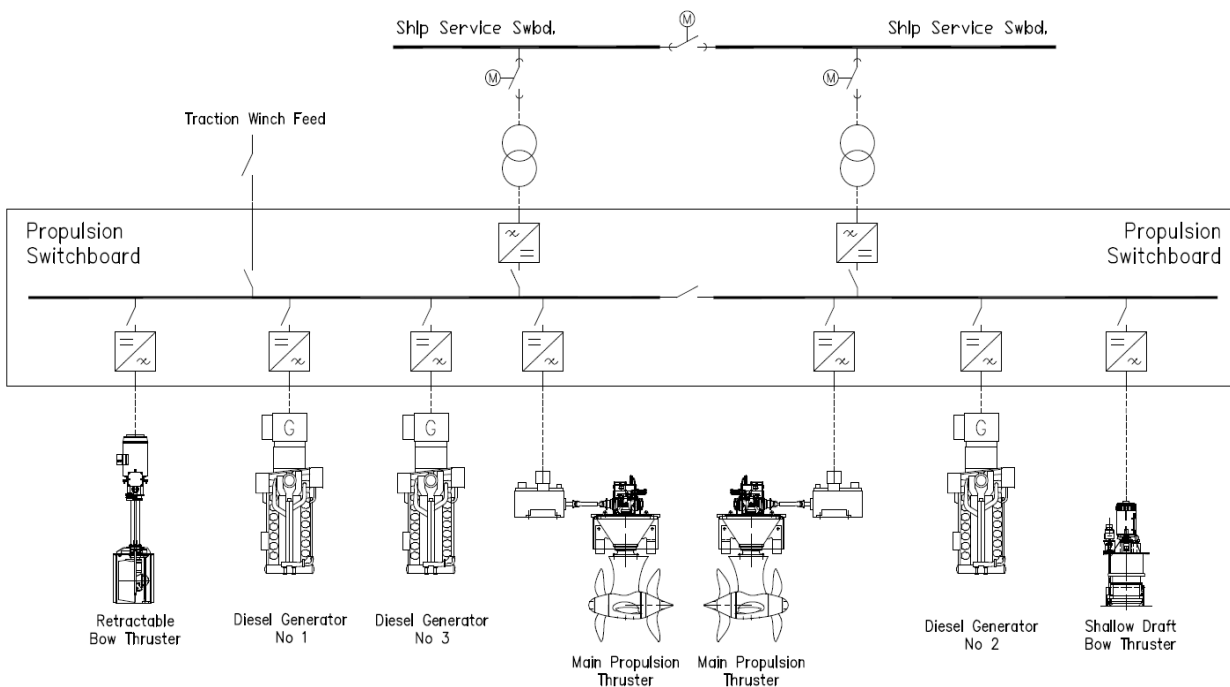 Ship Service Swbd.
Ship Service Swbd.
M
M
M
Traction Winch Feed
Propulsion
Switchboard
Propulsion
Switchboard
G
G
G
Retractable
Bow Thruster
Diesel Generator
No 1
Diesel Generator
No 3
Main Propulsion
Thruster
Main Propulsion
Thruster
Diesel Generator
No 2
Shallow Draft
Bow Thruster